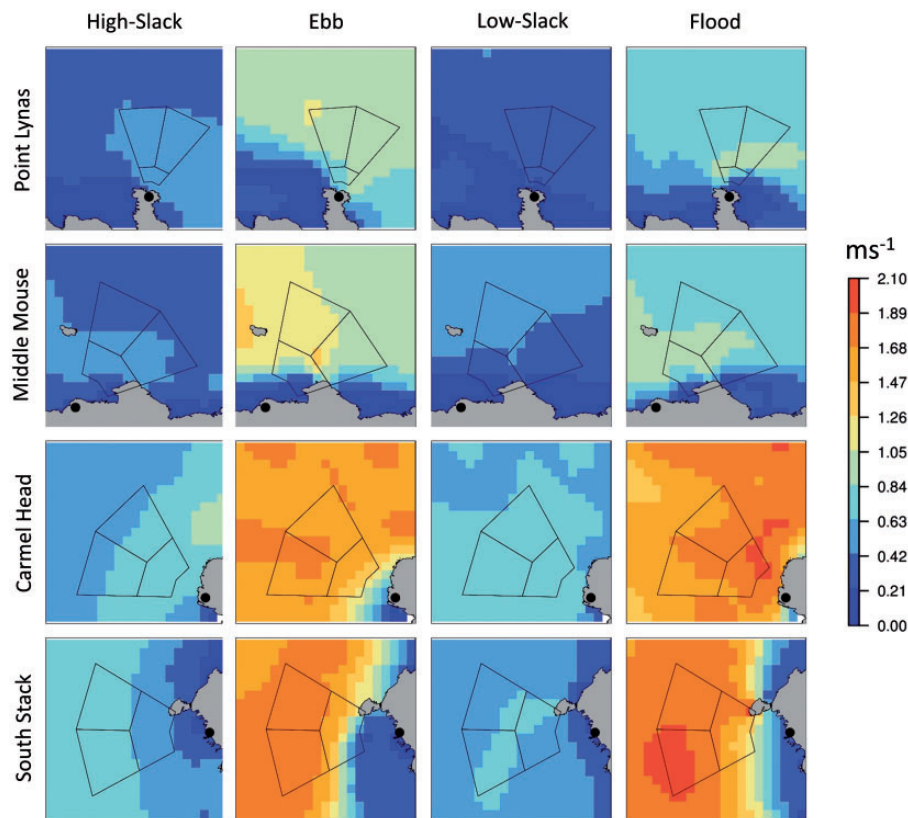 High-Slack Ebb Low-Slack Flood
Point Lynas
Middle Mouse
Carmel Head
South Stack
ms-1
2.10
1.89
1.68
1.47
1.26
1.05
0.84
0.63
0.42
0.21
0.00